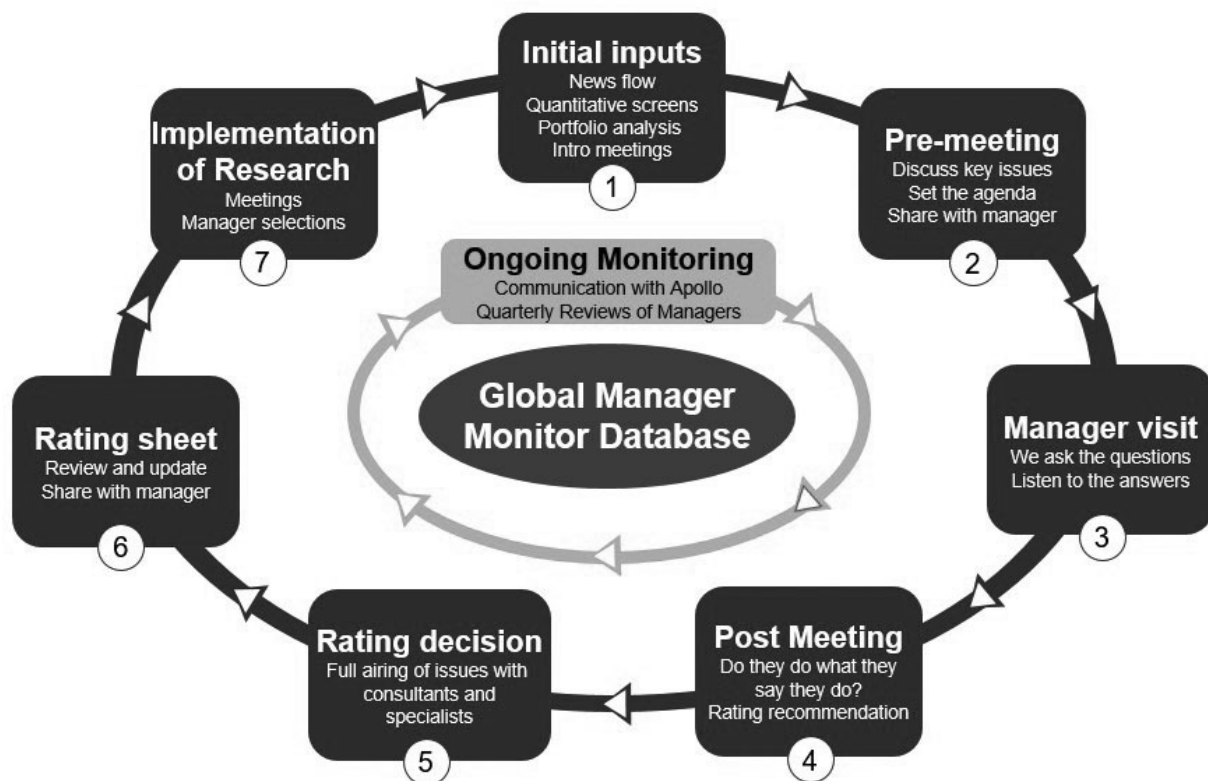 Initial inputs
News flow
Quantitative screens
Portfolio analysis
Intro meetings
1
Pre-meeting
Discuss key issues
Set the agenda
Share with manager
2
Manager visit
We ask the questions
Listen to the answers
3
Post Meeting
Do they do what they
say they do?
Rating recommendation
4
Rating decision
Full airing of issues with
consultants and
specialists
5
Rating sheet
Review and update
Share with manager
6
Implementation
of Research
Meetings
Manager selections
7
Ongoing Monitoring
Communication with Apollo
Quarterly Reviews of Managers
Global Manager
Monitor Database